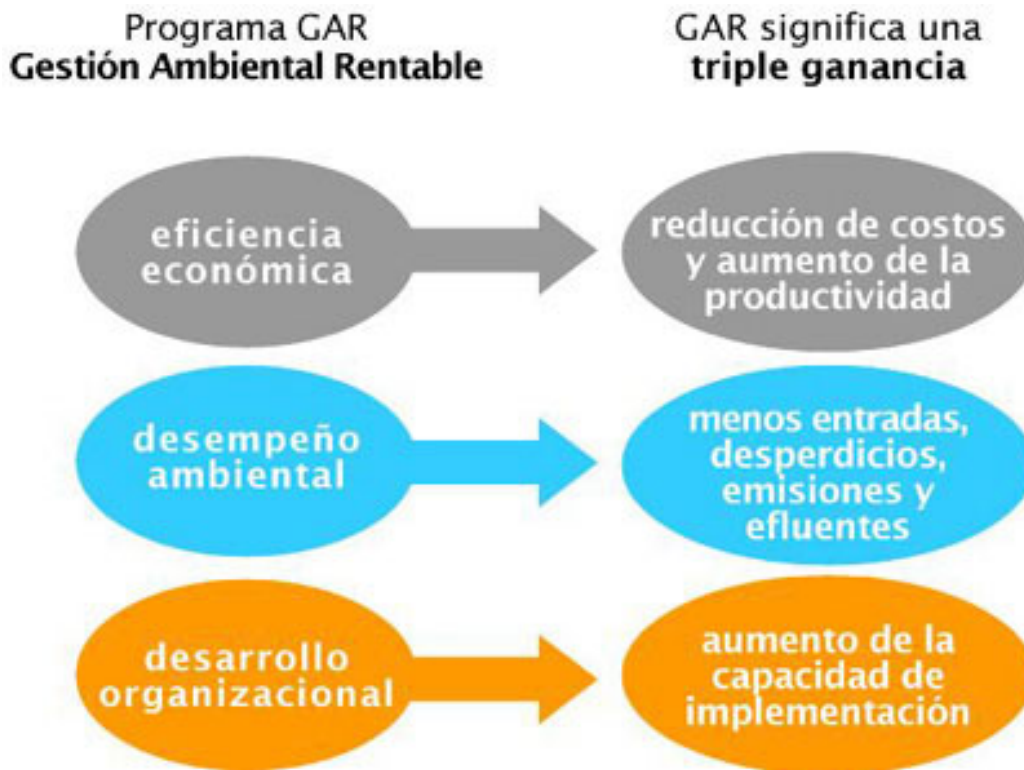 Programa GAR
Gestión Ambiental Rentable
GAR significa una
triple ganancia
eficiencia
económica
reducción de costos
y aumento de la
productividad
desempeño
ambiental
menos entradas,
desperdicios,
emisiones y
efluentes
desarrollo
organizacional
aumento de la
capacidad de
implementación